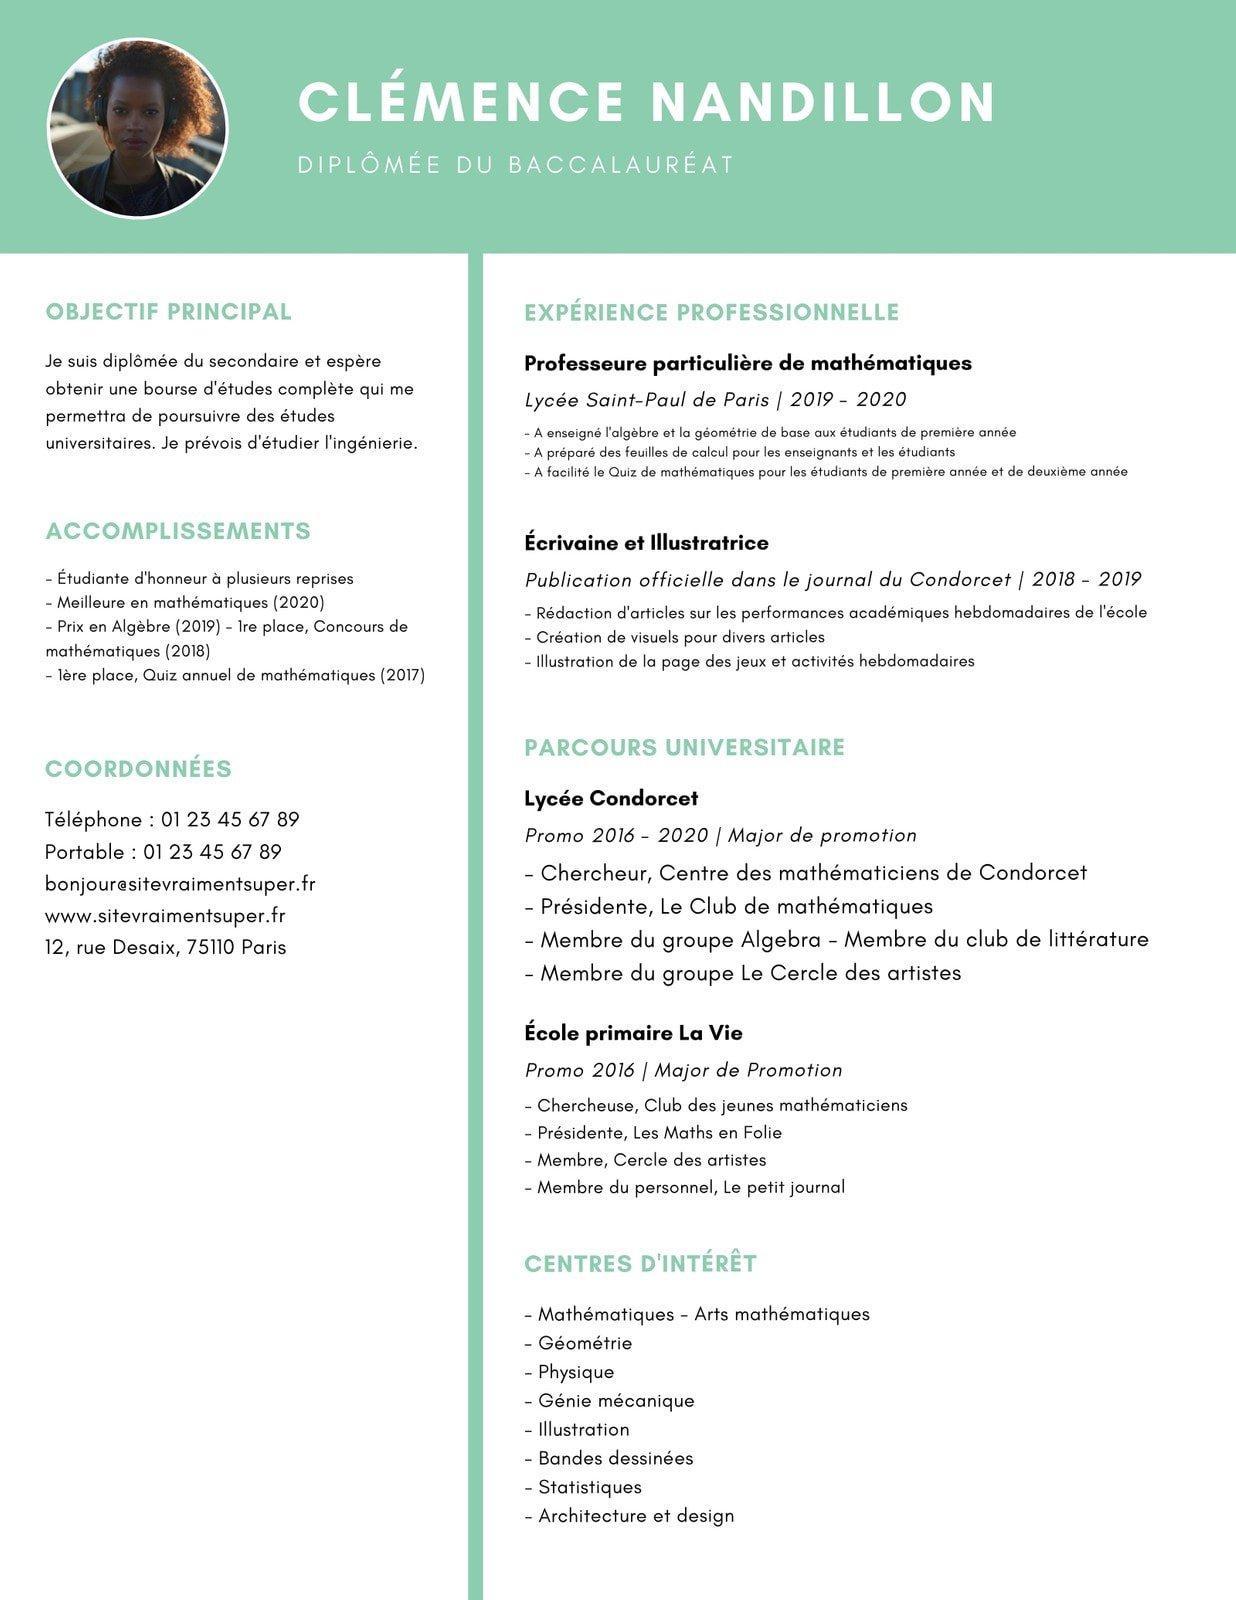 CLÉMENCE NANDILLON
DIPLÔMÉE DU BACCALAURÉAT
OBJECTIF PRINCIPAL
Je suis diplômée du secondaire et espère
obtenir une bourse d'études complète qui me
permettra de poursuivre des études
universitaires. Je prévois d'étudier l'ingénierie.
ACCOMPLISSEMENTS
- Étudiante d'honneur à plusieurs reprises
- Meilleure en mathématiques (2020)
- Prix en Algèbre (2019) - 1re place, Concours de
mathématiques (2018)
- 1ère place, Quiz annuel de mathématiques (2017)
COORDONNÉES
Téléphone : 01 23 45 67 89
Portable : 01 23 45 67 89
bonjour@sitevraimentsuper.fr
www.sitevraimentsuper.fr
12, rue Desaix, 75110 Paris
EXPÉRIENCE PROFESSIONNELLE
Professeure particulière de mathématiques
Lycée Saint-Paul de Paris | 2019 - 2020
- A enseigné l'algèbre et la géométrie de base aux étudiants de première année
- A préparé des feuilles de calcul pour les enseignants et les étudiants
- A facilité le Quiz de mathématiques pour les étudiants de première année et de deuxième année
Écrivaine et Illustratrice
Publication officielle dans le journal du Condorcet | 2018 - 2019
- Rédaction d'articles sur les performances académiques hebdomadaires de l'école
- Création de visuels pour divers articles
- Illustration de la page des jeux et activités hebdomadaires
PARCOURS UNIVERSITAIRE
Lycée Condorcet
Promo 2016 - 2020 | Major de promotion
- Chercheur, Centre des mathématiciens de Condorcet
- Présidente, Le Club de mathématiques
- Membre du groupe Algebra - Membre du club de littérature
- Membre du groupe Le Cercle des artistes
École primaire La Vie
Promo 2016 | Major de Promotion
- Chercheuse, Club des jeunes mathématiciens
- Présidente, Les Maths en Folie
- Membre, Cercle des artistes
- Membre du personnel, Le petit journal
CENTRES D'INTÉRÊT
- Mathématiques - Arts mathématiques
- Géométrie
- Physique
- Génie mécanique
- Illustration
- Bandes dessinées
- Statistiques
- Architecture et design